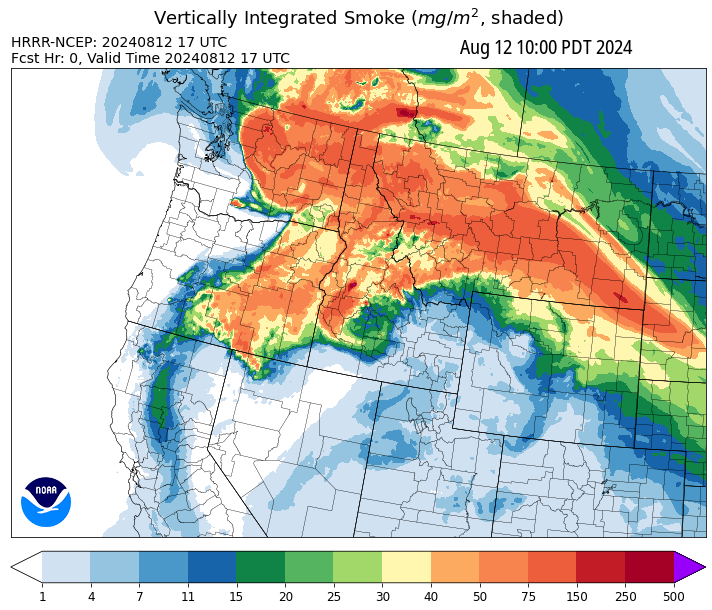 Vertically Integrated Smoke (mg/m², shaded)
HRRR-NCEP: 20240812 17 UTC
Fcst Hr: 0, Valid Time 20240812 17 UTC
Aug 12 10:00 PDT 2024
NOAA
1 4 7 11 15 20 25 30 40 50 75 150 250 500